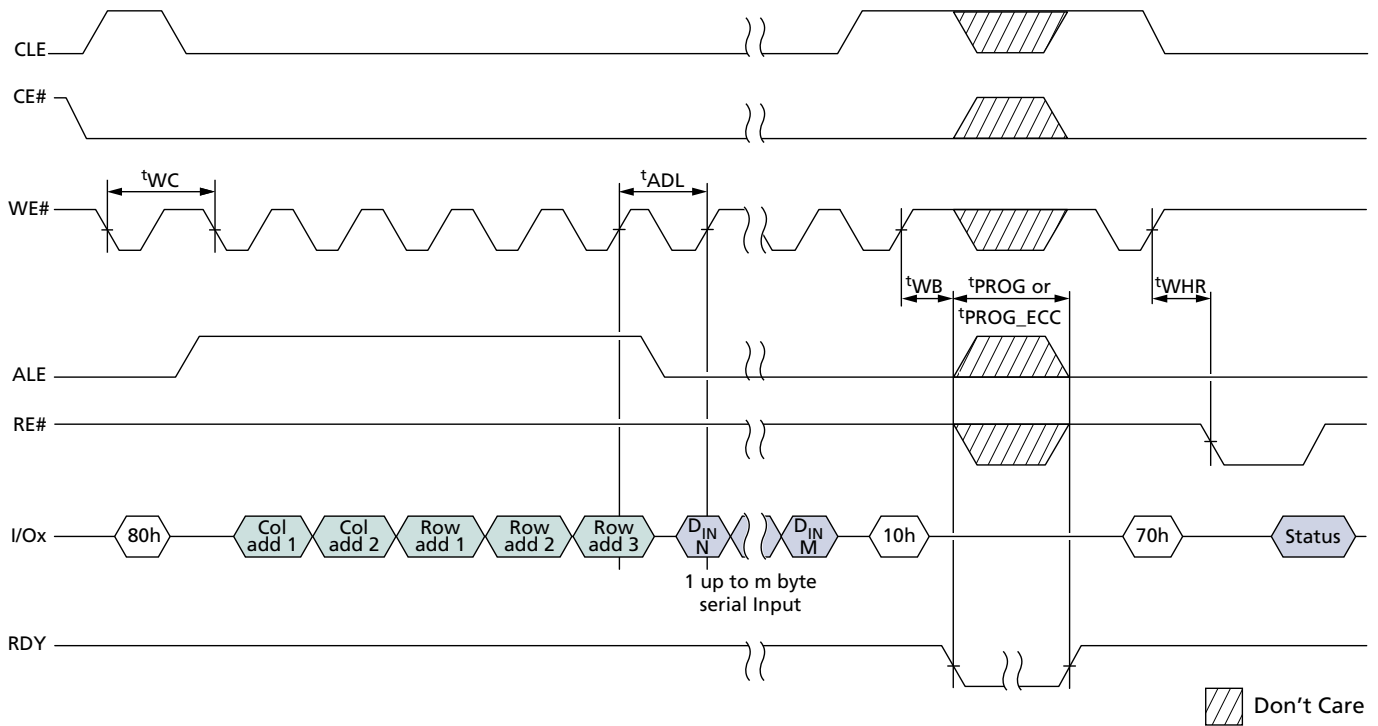 CLE
CE#
tWC
tADL
WE#
tWB
tPROG or
tPROG_ECC
tWHR
ALE
RE#
I/Ox
80h
Col
add 1
Col
add 2
Row
add 1
Row
add 2
Row
add 3
DIN
N
DIN
M
10h
70h
Status
1 up to m byte
serial Input
RDY
Don't Care